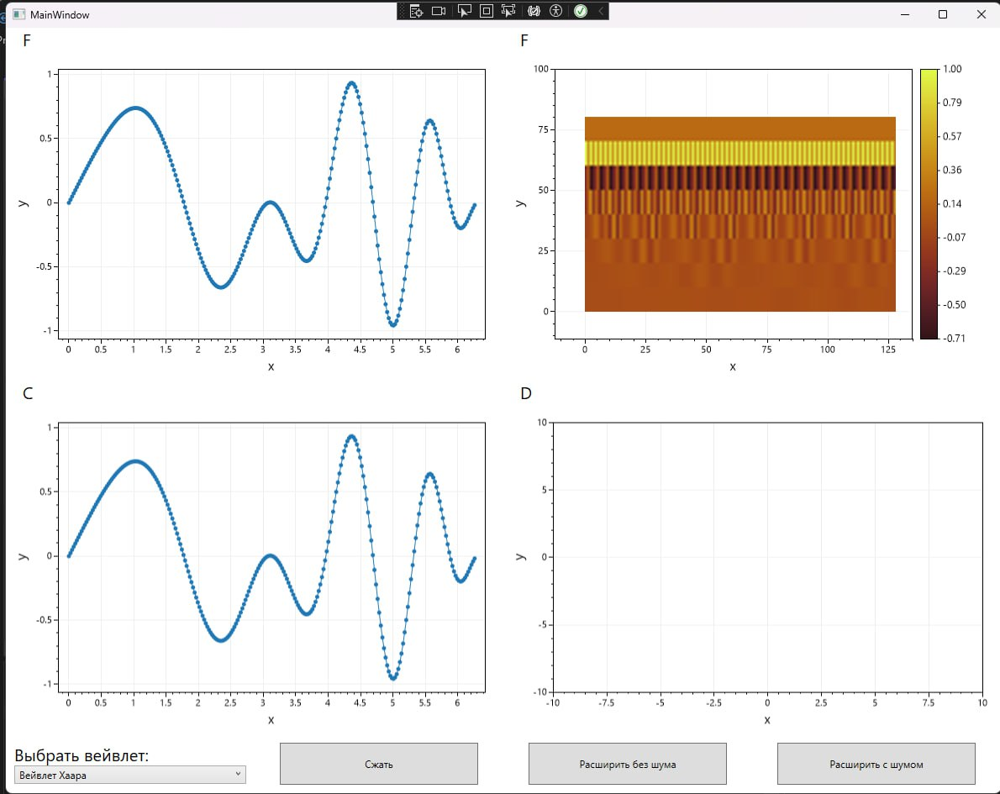 MainWindow
F
1
0.5
0
-0.5
-1
0 0.5 1 1.5 2 2.5 3 3.5 4 4.5 5 5.5 6
y
x
F
100
75
50
25
0
0 25 50 75 100 125
y
x
1.00
0.79
0.57
0.36
0.14
-0.07
-0.29
-0.50
-0.71
C
1
0.5
0
-0.5
-1
0 0.5 1 1.5 2 2.5 3 3.5 4 4.5 5 5.5 6
y
x
D
10
5
0
-5
-10
-10 -7.5 -5 -2.5 0 2.5 5 7.5 10
y
x
Выбрать вейвлет:
Вейвлет Хаара
Сжать
Расширить без шума
Расширить с шумом